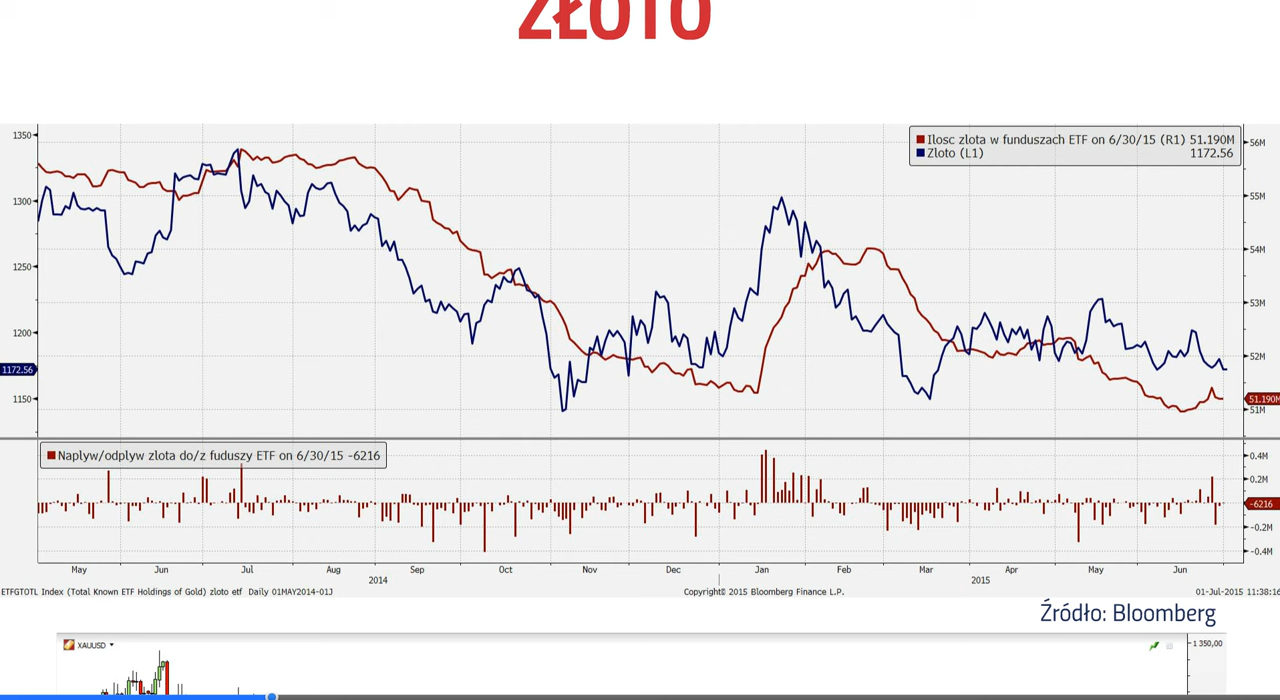 ZŁOTO
Ilosc zlota w funduszach ETF on 6/30/15 (R1) 51.190M
Zloto (L1) 1172.56
1350
1300
1250
1200
1172.56
1150
56M
55M
54M
53M
52M
51.190M
51M
Naplyw/odplyw zlota do/z fuduszy ETF on 6/30/15 -6216
0.4M
0.2M
-6216
-0.2M
-0.4M
May Jun Jul Aug Sep Oct Nov Dec Jan Feb Mar Apr May Jun
2014 2015
ETFGTOTL Index (Total Known ETF Holdings of Gold) zloto etf Daily 01MAY2014-01J Copyright© 2015 Bloomberg Finance L.P. 01-Jul-2015 11:38:16
Źródło: Bloomberg
XAUUSD
1 350,00